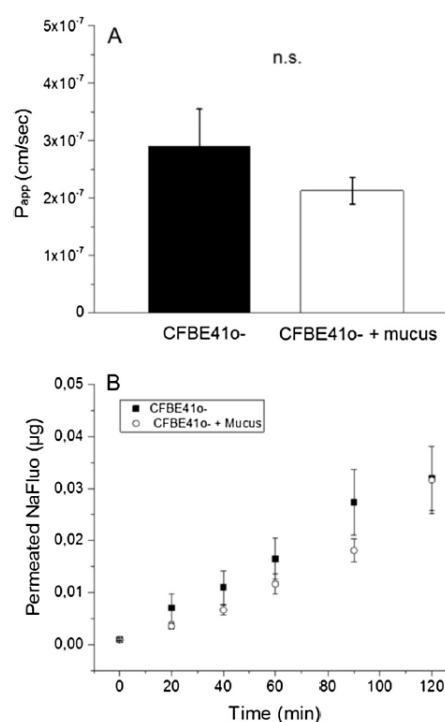 A
n.s.
5x10⁻⁷
4x10⁻⁷
3x10⁻⁷
2x10⁻⁷
1x10⁻⁷
0
Papp (cm/sec)
CFBE41o-
CFBE41o- + mucus
B
CFBE41o-
CFBE41o- + Mucus
0,05
0,04
0,03
0,02
0,01
0,00
Permeated NaFluo (µg)
0 20 40 60 80 100 120
Time (min)